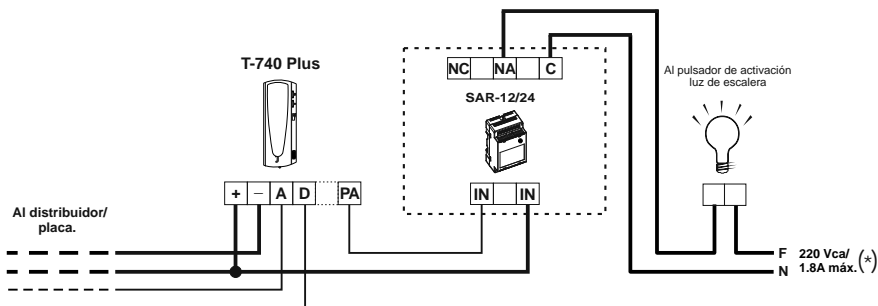 T-740 Plus
NC NA C
SAR-12/24
Al pulsador de activación
luz de escalera
+ − A D PA
IN IN
Al distribuidor/
placa.
F 220 Vca/
N 1.8A máx. (*)